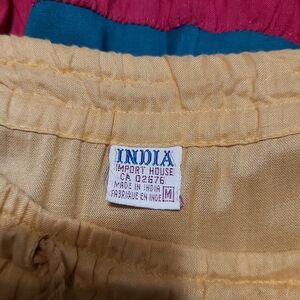 INDIA
IMPORT HOUSE
CA 02676
MADE IN INDIA
FABRIQUE EN INDE M